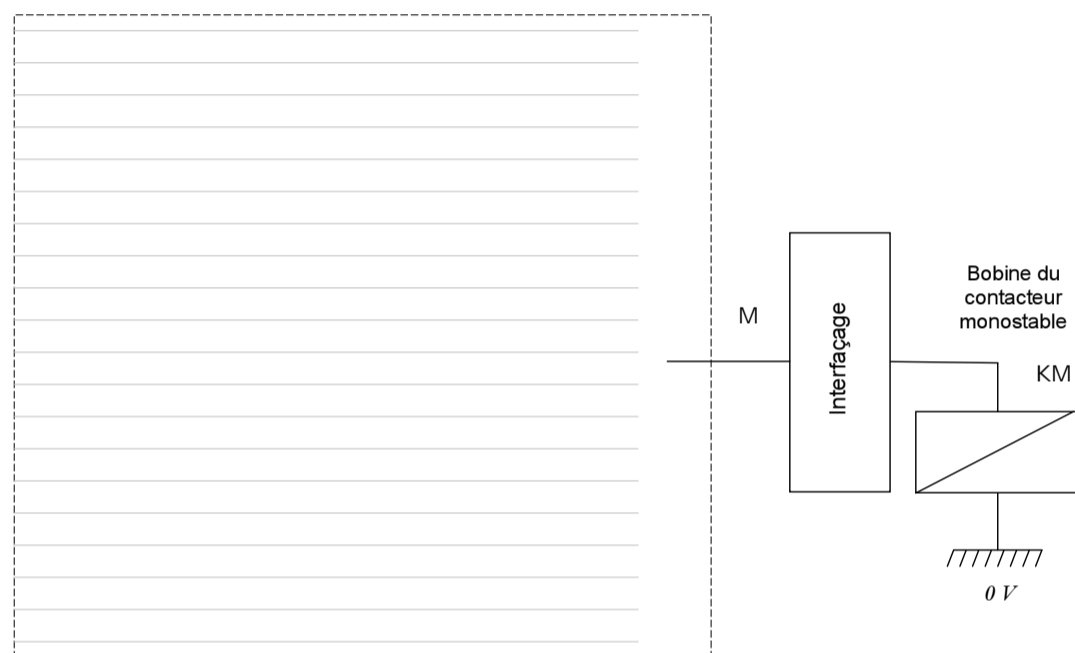 M
Interfaçage
Bobine du
contacteur
monostable
KM
0 V